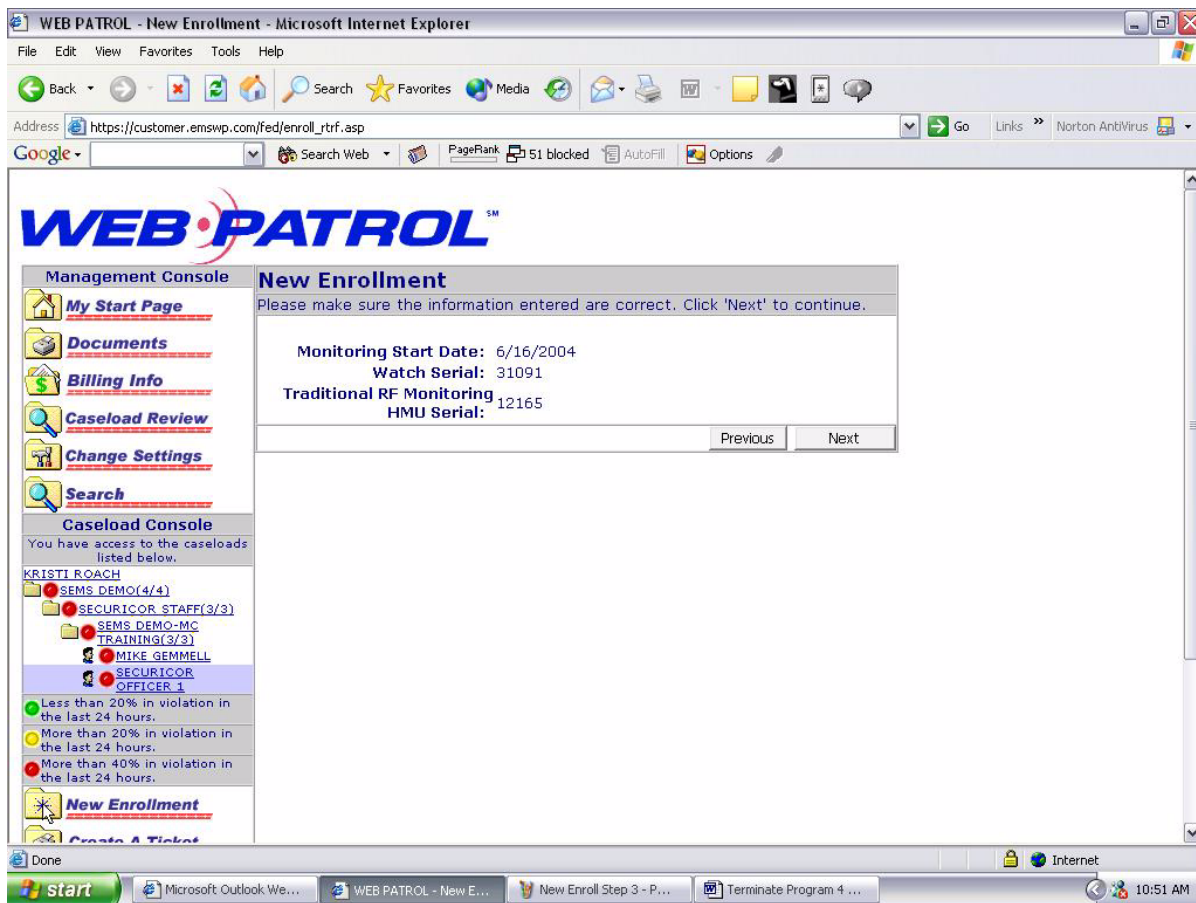 WEB PATROL - New Enrollment - Microsoft Internet Explorer
File Edit View Favorites Tools Help
Back Search Favorites Media
Address https://customer.emswp.com/fed/enroll_rtrf.asp Go Links » Norton AntiVirus
Google Search Web PageRank 51 blocked AutoFill Options
WEB PATROL SM
Management Console
My Start Page
Documents
Billing Info
Caseload Review
Change Settings
Search
Caseload Console
You have access to the caseloads
listed below.
KRISTI ROACH
SEMS DEMO(4/4)
SECURICOR STAFF(3/3)
SEMS DEMO-MC
TRAINING(3/3)
MIKE GEMMELL
SECURICOR
OFFICER 1
Less than 20% in violation in
the last 24 hours.
More than 20% in violation in
the last 24 hours.
More than 40% in violation in
the last 24 hours.
New Enrollment
Create A Ticket
New Enrollment
Please make sure the information entered are correct. Click 'Next' to continue.
Monitoring Start Date: 6/16/2004
Watch Serial: 31091
Traditional RF Monitoring
HMU Serial: 12165
Previous Next
Done Internet
start Microsoft Outlook We... WEB PATROL - New E... New Enroll Step 3 - P... Terminate Program 4 ... 10:51 AM